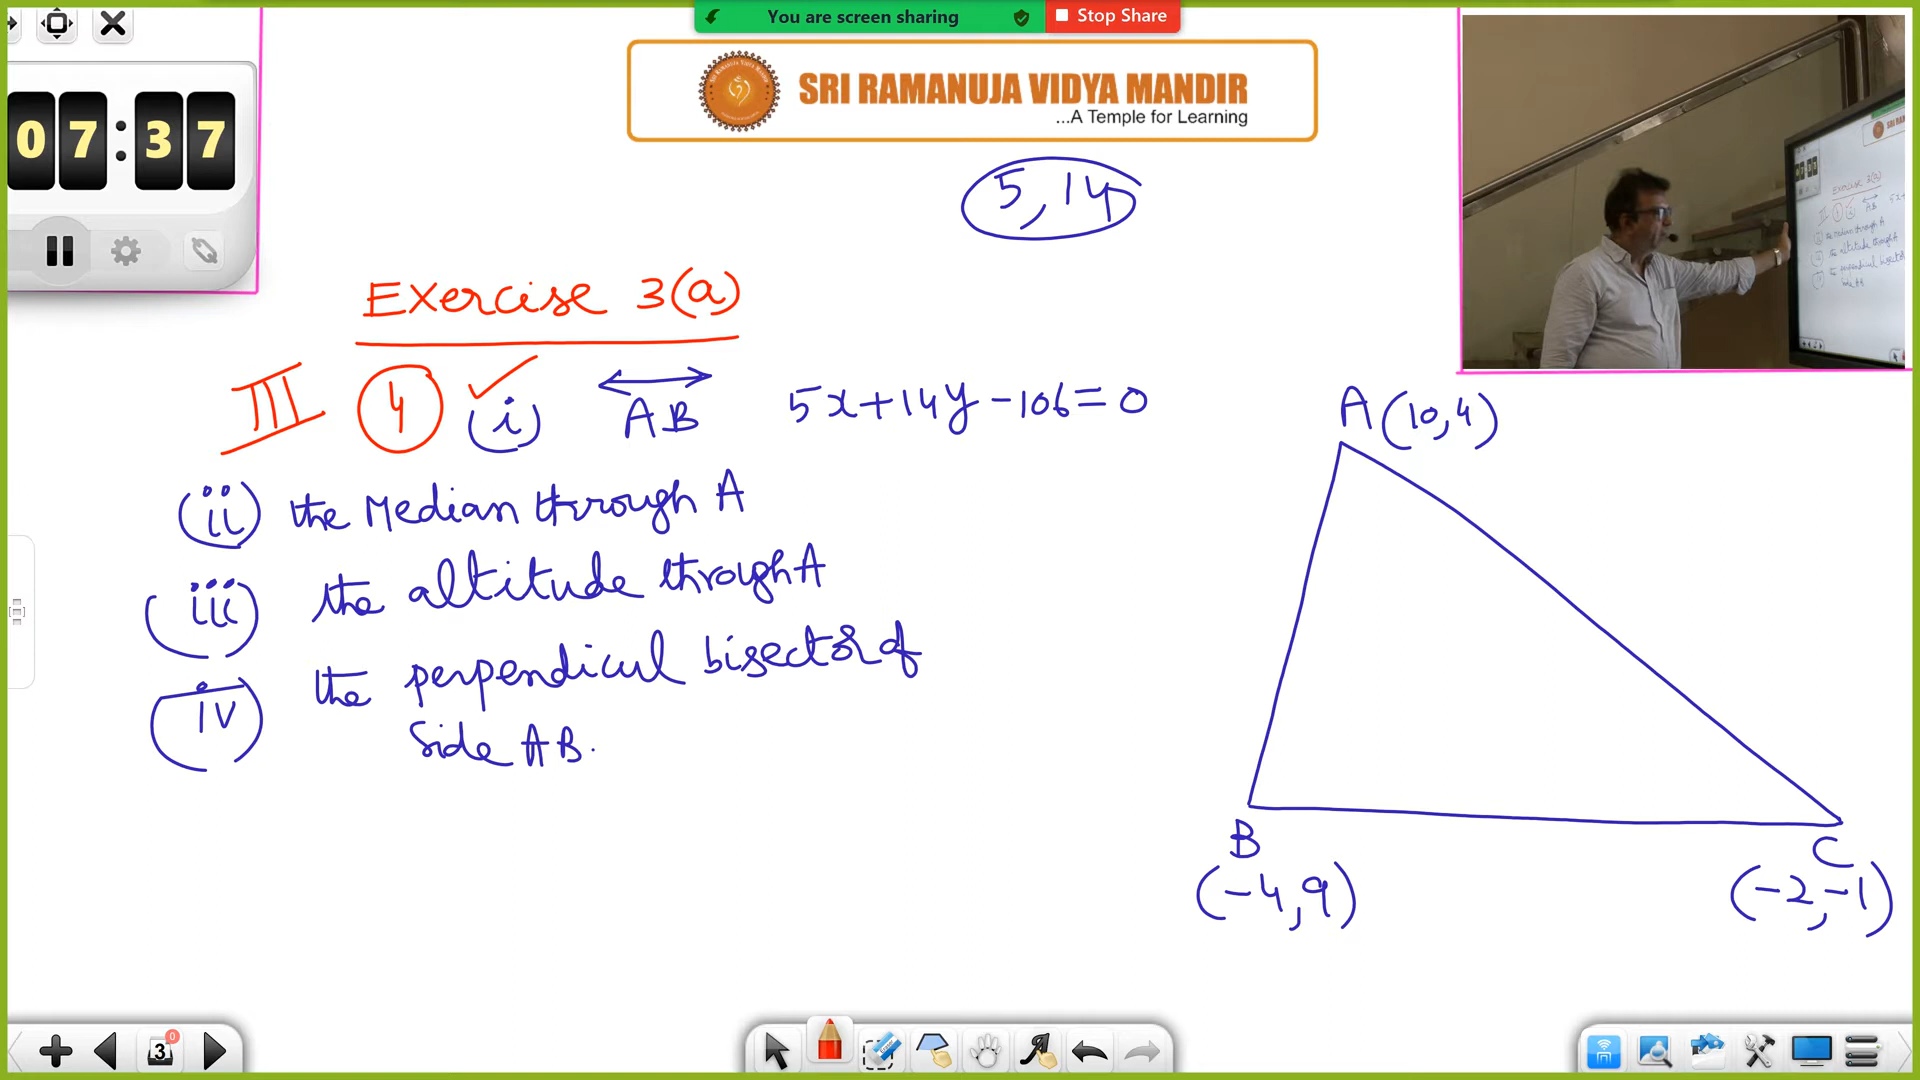 You are screen sharing
Stop Share
07:37
SRI RAMANUJA VIDYA MANDIR
...A Temple for Learning
5,14
Exercise 3(a)
III 4 (i) AB 5x+14y-106=0
(ii) the Median through A
(iii) the altitude through A
(iv) the perpendicul bisector of
side AB.
A(10,4)
B
(-4,9)
C
(-2,-1)
3
0